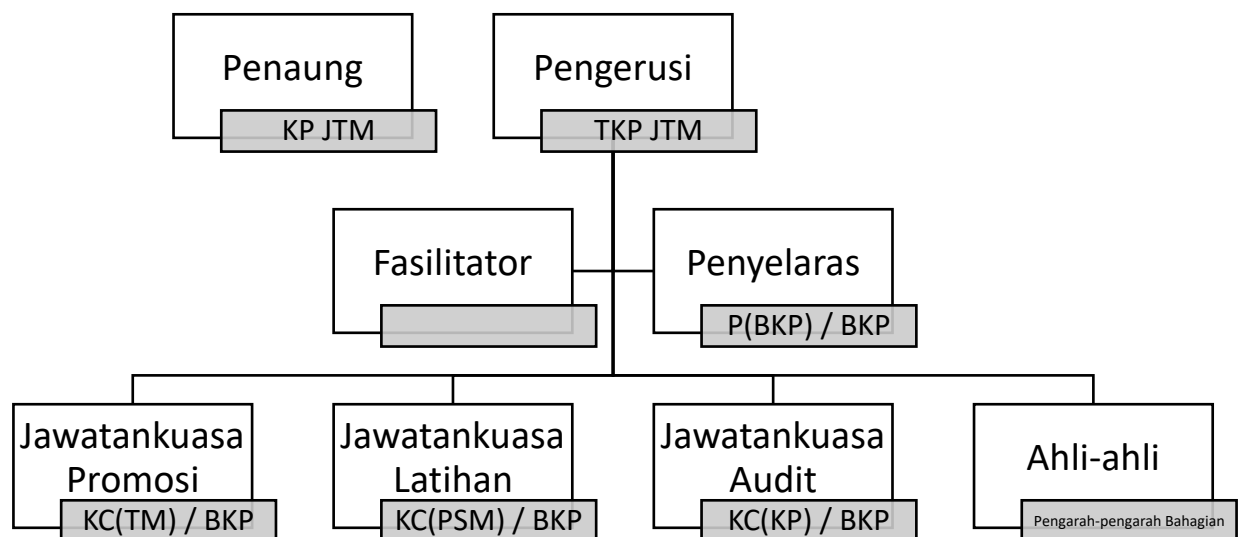 Penaung
KP JTM
Pengerusi
TKP JTM
Fasilitator
Penyelaras
P(BKP) / BKP
Jawatankuasa
Promosi
KC(TM) / BKP
Jawatankuasa
Latihan
KC(PSM) / BKP
Jawatankuasa
Audit
KC(KP) / BKP
Ahli-ahli
Pengarah-pengarah Bahagian